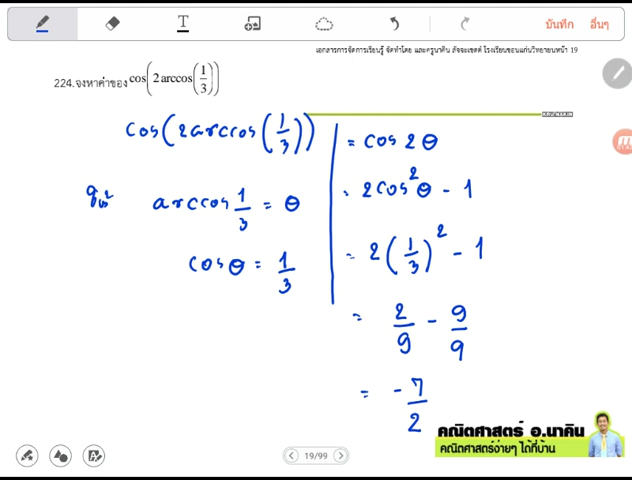 บันทึก อื่นๆ
เอกสารการจัดการเรียนรู้ จัดทำโดย และครูนาคิน สัจจะเขตต์ โรงเรียนขอนแก่นวิทยายนหน้า 19
224.จงหาค่าของ cos(2arccos(1/3))
cos(2arccos(1/3)) = cos2θ
ให้ arccos 1/3 = θ
= 2cos²θ - 1
cosθ = 1/3
= 2(1/3)² - 1
= 2/9 - 9/9
= -7/2
คณิตศาสตร์ อ.นาคิน
คณิตศาสตร์ง่ายๆ ได้ที่บ้าน
19/99